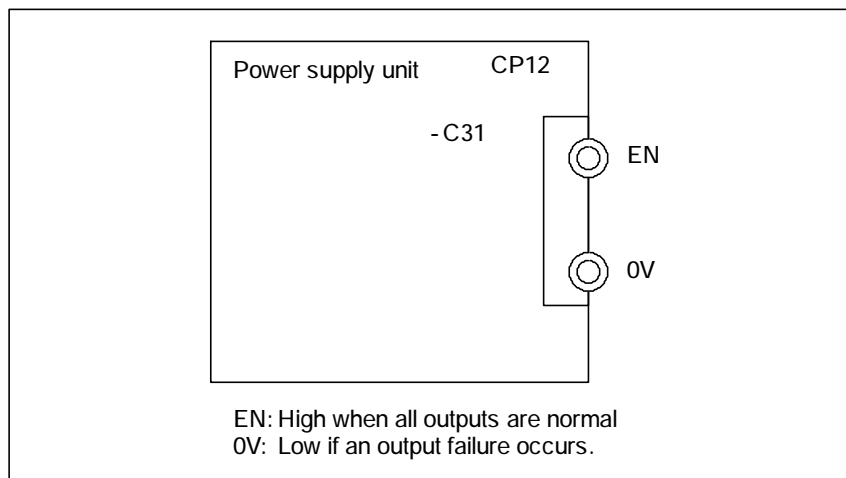 Power supply unit CP12
- C31
EN
0V
EN: High when all outputs are normal
0V: Low if an output failure occurs.